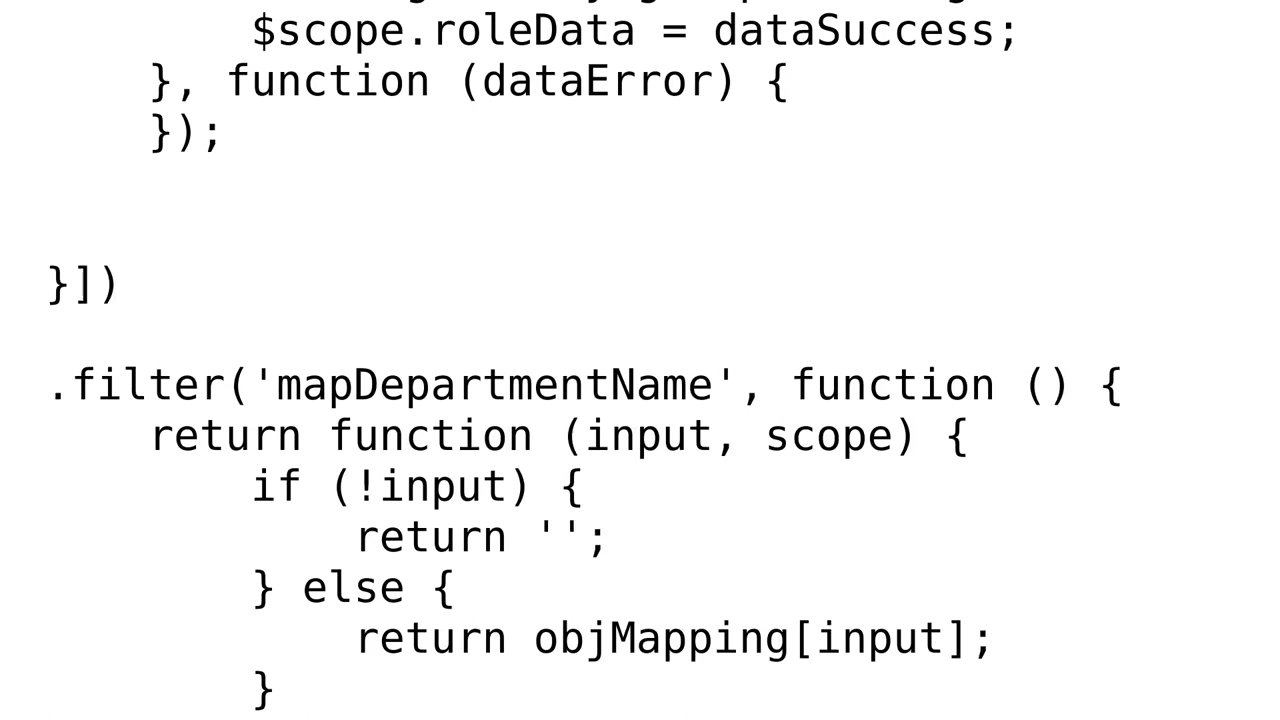 $scope.roleData = dataSuccess;
}, function (dataError) {
});
}])
.filter('mapDepartmentName', function () {
return function (input, scope) {
if (!input) {
return '';
} else {
return objMapping[input];
}